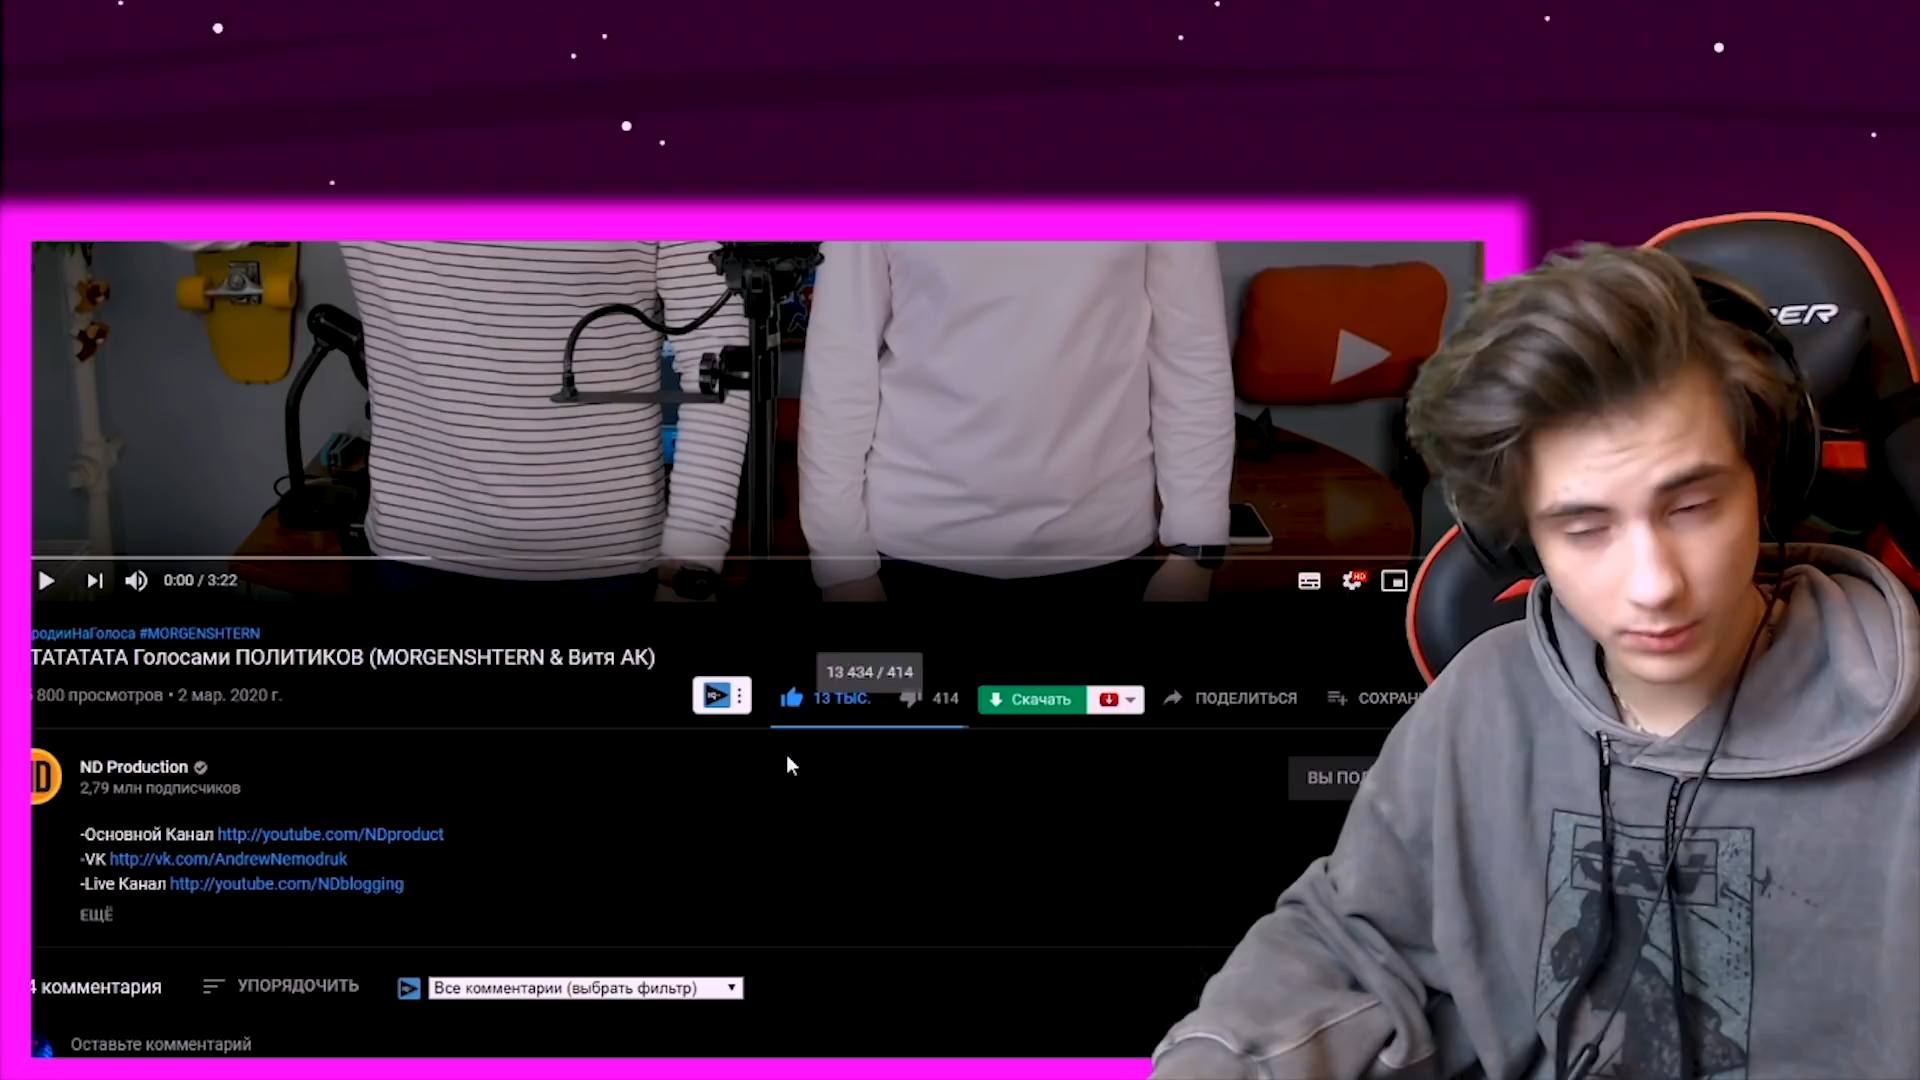 0:00 / 3:22
HD
родииНаГолоса #MORGENSHTERN
ТАТАТАТА Голосами ПОЛИТИКОВ (MORGENSHTERN & Витя АК)
800 просмотров • 2 мар. 2020 г.
13 434 / 414
13 ТЫС.
414
Скачать
ПОДЕЛИТЬСЯ
СОХРАН
ND Production
2,79 млн подписчиков
ВЫ ПОД
-Основной Канал http://youtube.com/NDproduct
-VK http://vk.com/AndrewNemodruk
-Live Канал http://youtube.com/NDblogging
ЕЩЁ
4 комментария
УПОРЯДОЧИТЬ
Все комментарии (выбрать фильтр)
Оставьте комментарий